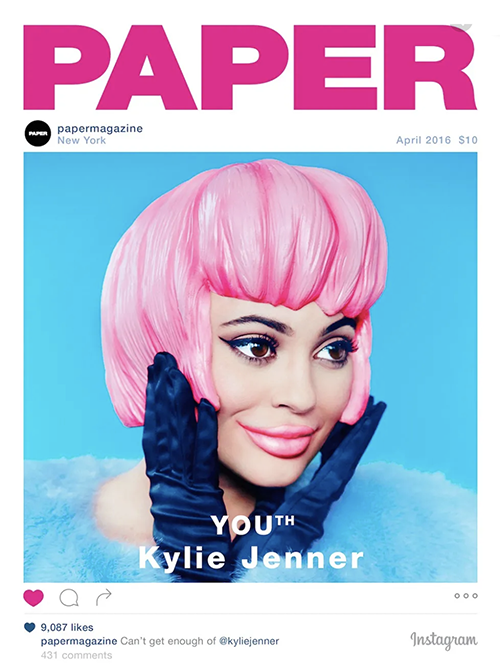 PAPER
PAPER
papermagazine
New York
April 2016 $10
YOUTH
Kylie Jenner
9,087 likes
papermagazine Can't get enough of @kyliejenner
431 comments
Instagram